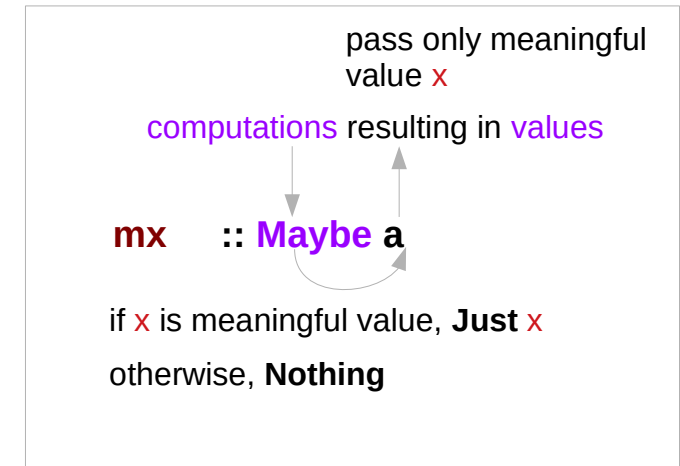 pass only meaningful
value x
computations resulting in values
mx :: Maybe a
if x is meaningful value, Just x
otherwise, Nothing